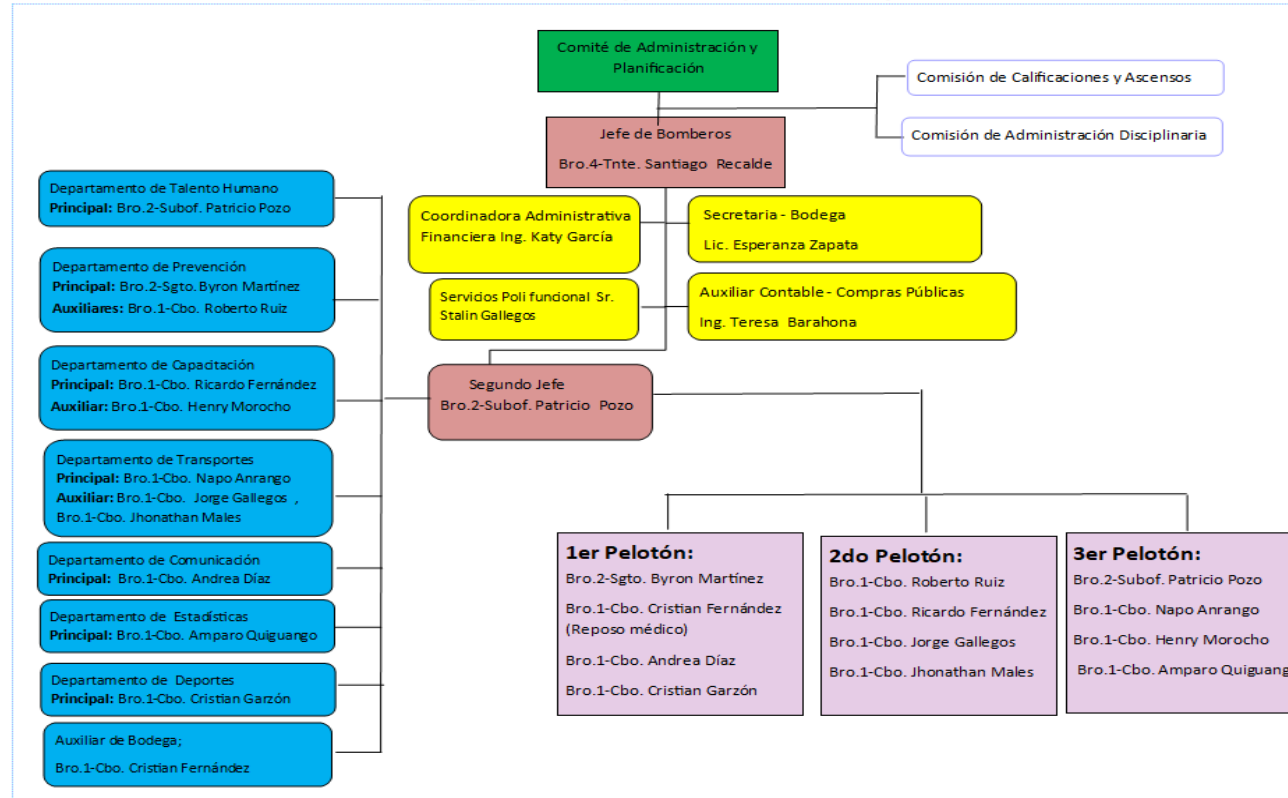 Comité de Administración y
Planificación
Comisión de Calificaciones y Ascensos
Comisión de Administración Disciplinaria
Jefe de Bomberos
Bro.4-Tnte. Santiago Recalde
Coordinadora Administrativa
Financiera Ing. Katy García
Secretaria - Bodega
Lic. Esperanza Zapata
Servicios Poli funcional Sr.
Stalin Gallegos
Auxiliar Contable - Compras Públicas
Ing. Teresa Barahona
Segundo Jefe
Bro.2-Subof. Patricio Pozo
Departamento de Talento Humano
Principal: Bro.2-Subof. Patricio Pozo
Departamento de Prevención
Principal: Bro.2-Sgto. Byron Martínez
Auxiliares: Bro.1-Cbo. Roberto Ruiz
Departamento de Capacitación
Principal: Bro.1-Cbo. Ricardo Fernández
Auxiliar: Bro.1-Cbo. Henry Morocho
Departamento de Transportes
Principal: Bro.1-Cbo. Napo Anrango
Auxiliar: Bro.1-Cbo. Jorge Gallegos ,
Bro.1-Cbo. Jhonathan Males
Departamento de Comunicación
Principal: Bro.1-Cbo. Andrea Díaz
Departamento de Estadísticas
Principal: Bro.1-Cbo. Amparo Quiguango
Departamento de Deportes
Principal: Bro.1-Cbo. Cristian Garzón
Auxiliar de Bodega;
Bro.1-Cbo. Cristian Fernández
1er Pelotón:
Bro.2-Sgto. Byron Martínez
Bro.1-Cbo. Cristian Fernández
(Reposo médico)
Bro.1-Cbo. Andrea Díaz
Bro.1-Cbo. Cristian Garzón
2do Pelotón:
Bro.1-Cbo. Roberto Ruiz
Bro.1-Cbo. Ricardo Fernández
Bro.1-Cbo. Jorge Gallegos
Bro.1-Cbo. Jhonathan Males
3er Pelotón:
Bro.2-Subof. Patricio Pozo
Bro.1-Cbo. Napo Anrango
Bro.1-Cbo. Henry Morocho
Bro.1-Cbo. Amparo Quiguang